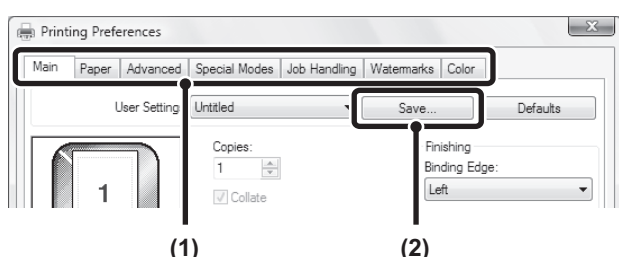 Printing Preferences
Main Paper Advanced Special Modes Job Handling Watermarks Color
User Setting Untitled Save... Defaults
Copies: Finishing
1 Binding Edge:
Collate Left
1
(1) (2)